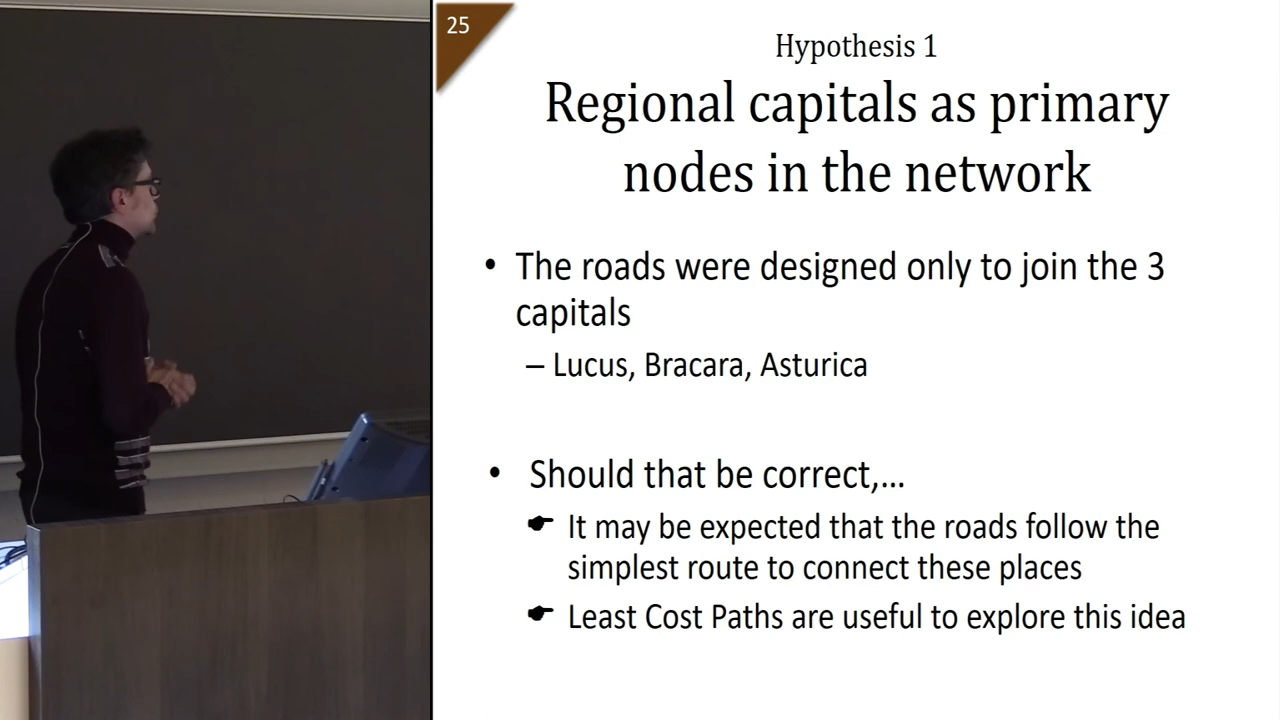 25
Hypothesis 1
Regional capitals as primary
nodes in the network
• The roads were designed only to join the 3
capitals
– Lucus, Bracara, Asturica
• Should that be correct,...
☛ It may be expected that the roads follow the
simplest route to connect these places
☛ Least Cost Paths are useful to explore this idea